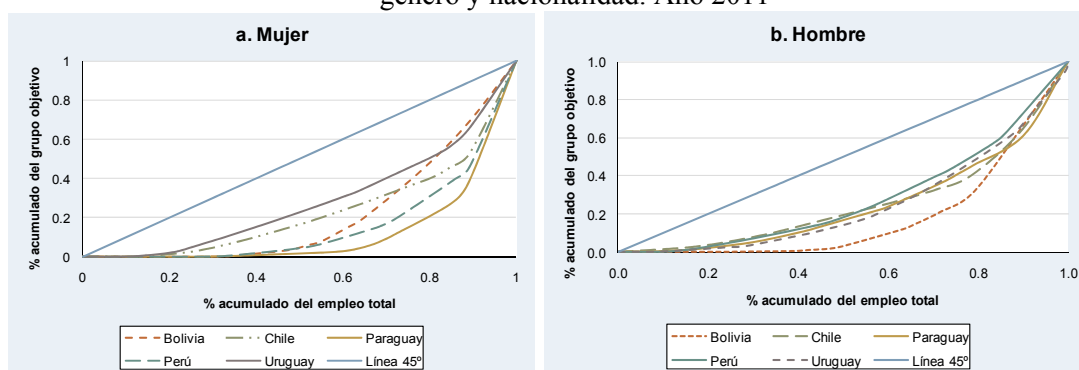 género y nacionalidad. Año 2011
a. Mujer
% acumulado del grupo objetivo
1
0.8
0.6
0.4
0.2
0
0 0.2 0.4 0.6 0.8 1
% acumulado del empleo total
Bolivia Chile Paraguay
Perú Uruguay Línea 45º
b. Hombre
% acumulado del grupo objetivo
1.0
0.8
0.6
0.4
0.2
0.0
0.0 0.2 0.4 0.6 0.8 1.0
% acumulado del empleo total
Bolivia Chile Paraguay
Perú Uruguay Línea 45º